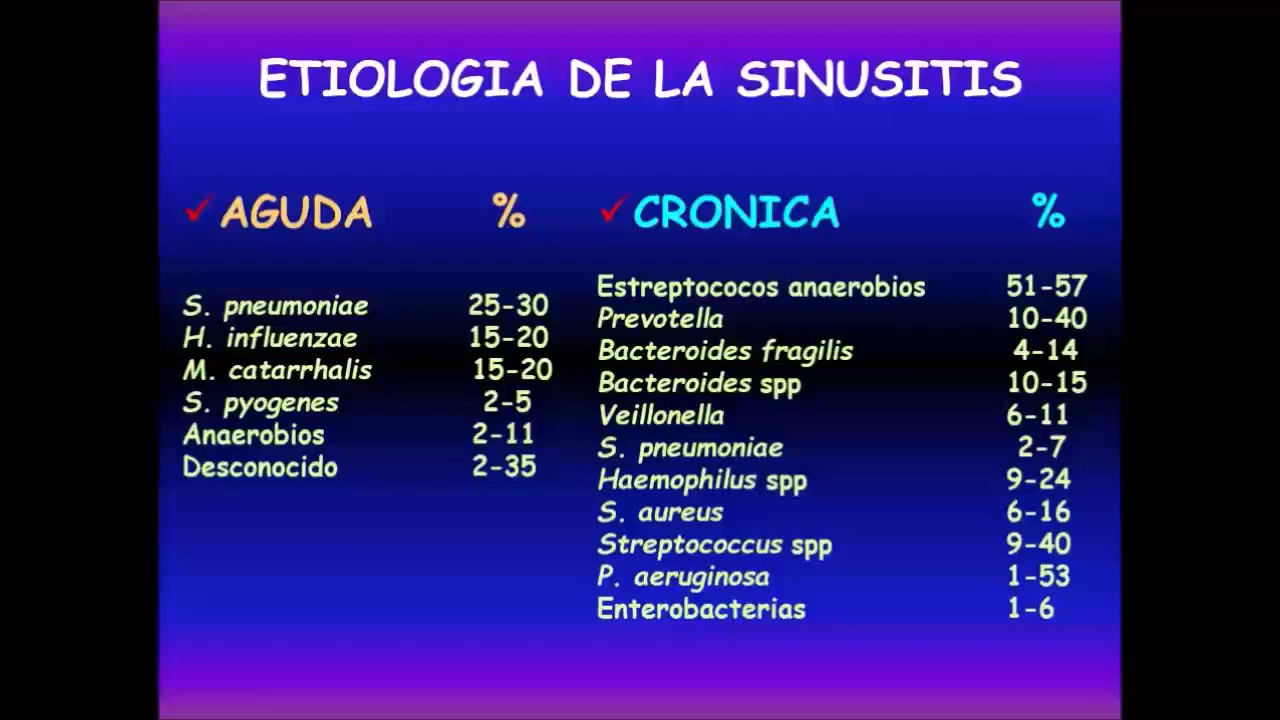 ETIOLOGIA DE LA SINUSITIS
AGUDA %
S. pneumoniae 25-30
H. influenzae 15-20
M. catarrhalis 15-20
S. pyogenes 2-5
Anaerobios 2-11
Desconocido 2-35
CRONICA %
Estreptococos anaerobios 51-57
Prevotella 10-40
Bacteroides fragilis 4-14
Bacteroides spp 10-15
Veillonella 6-11
S. pneumoniae 2-7
Haemophilus spp 9-24
S. aureus 6-16
Streptococcus spp 9-40
P. aeruginosa 1-53
Enterobacterias 1-6